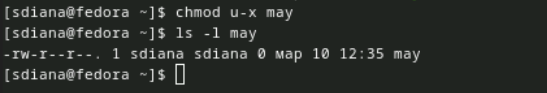 [sdiana@fedora ~]$ chmod u-x may
[sdiana@fedora ~]$ ls -l may
-rw-r--r--. 1 sdiana sdiana 0 мар 10 12:35 may
[sdiana@fedora ~]$